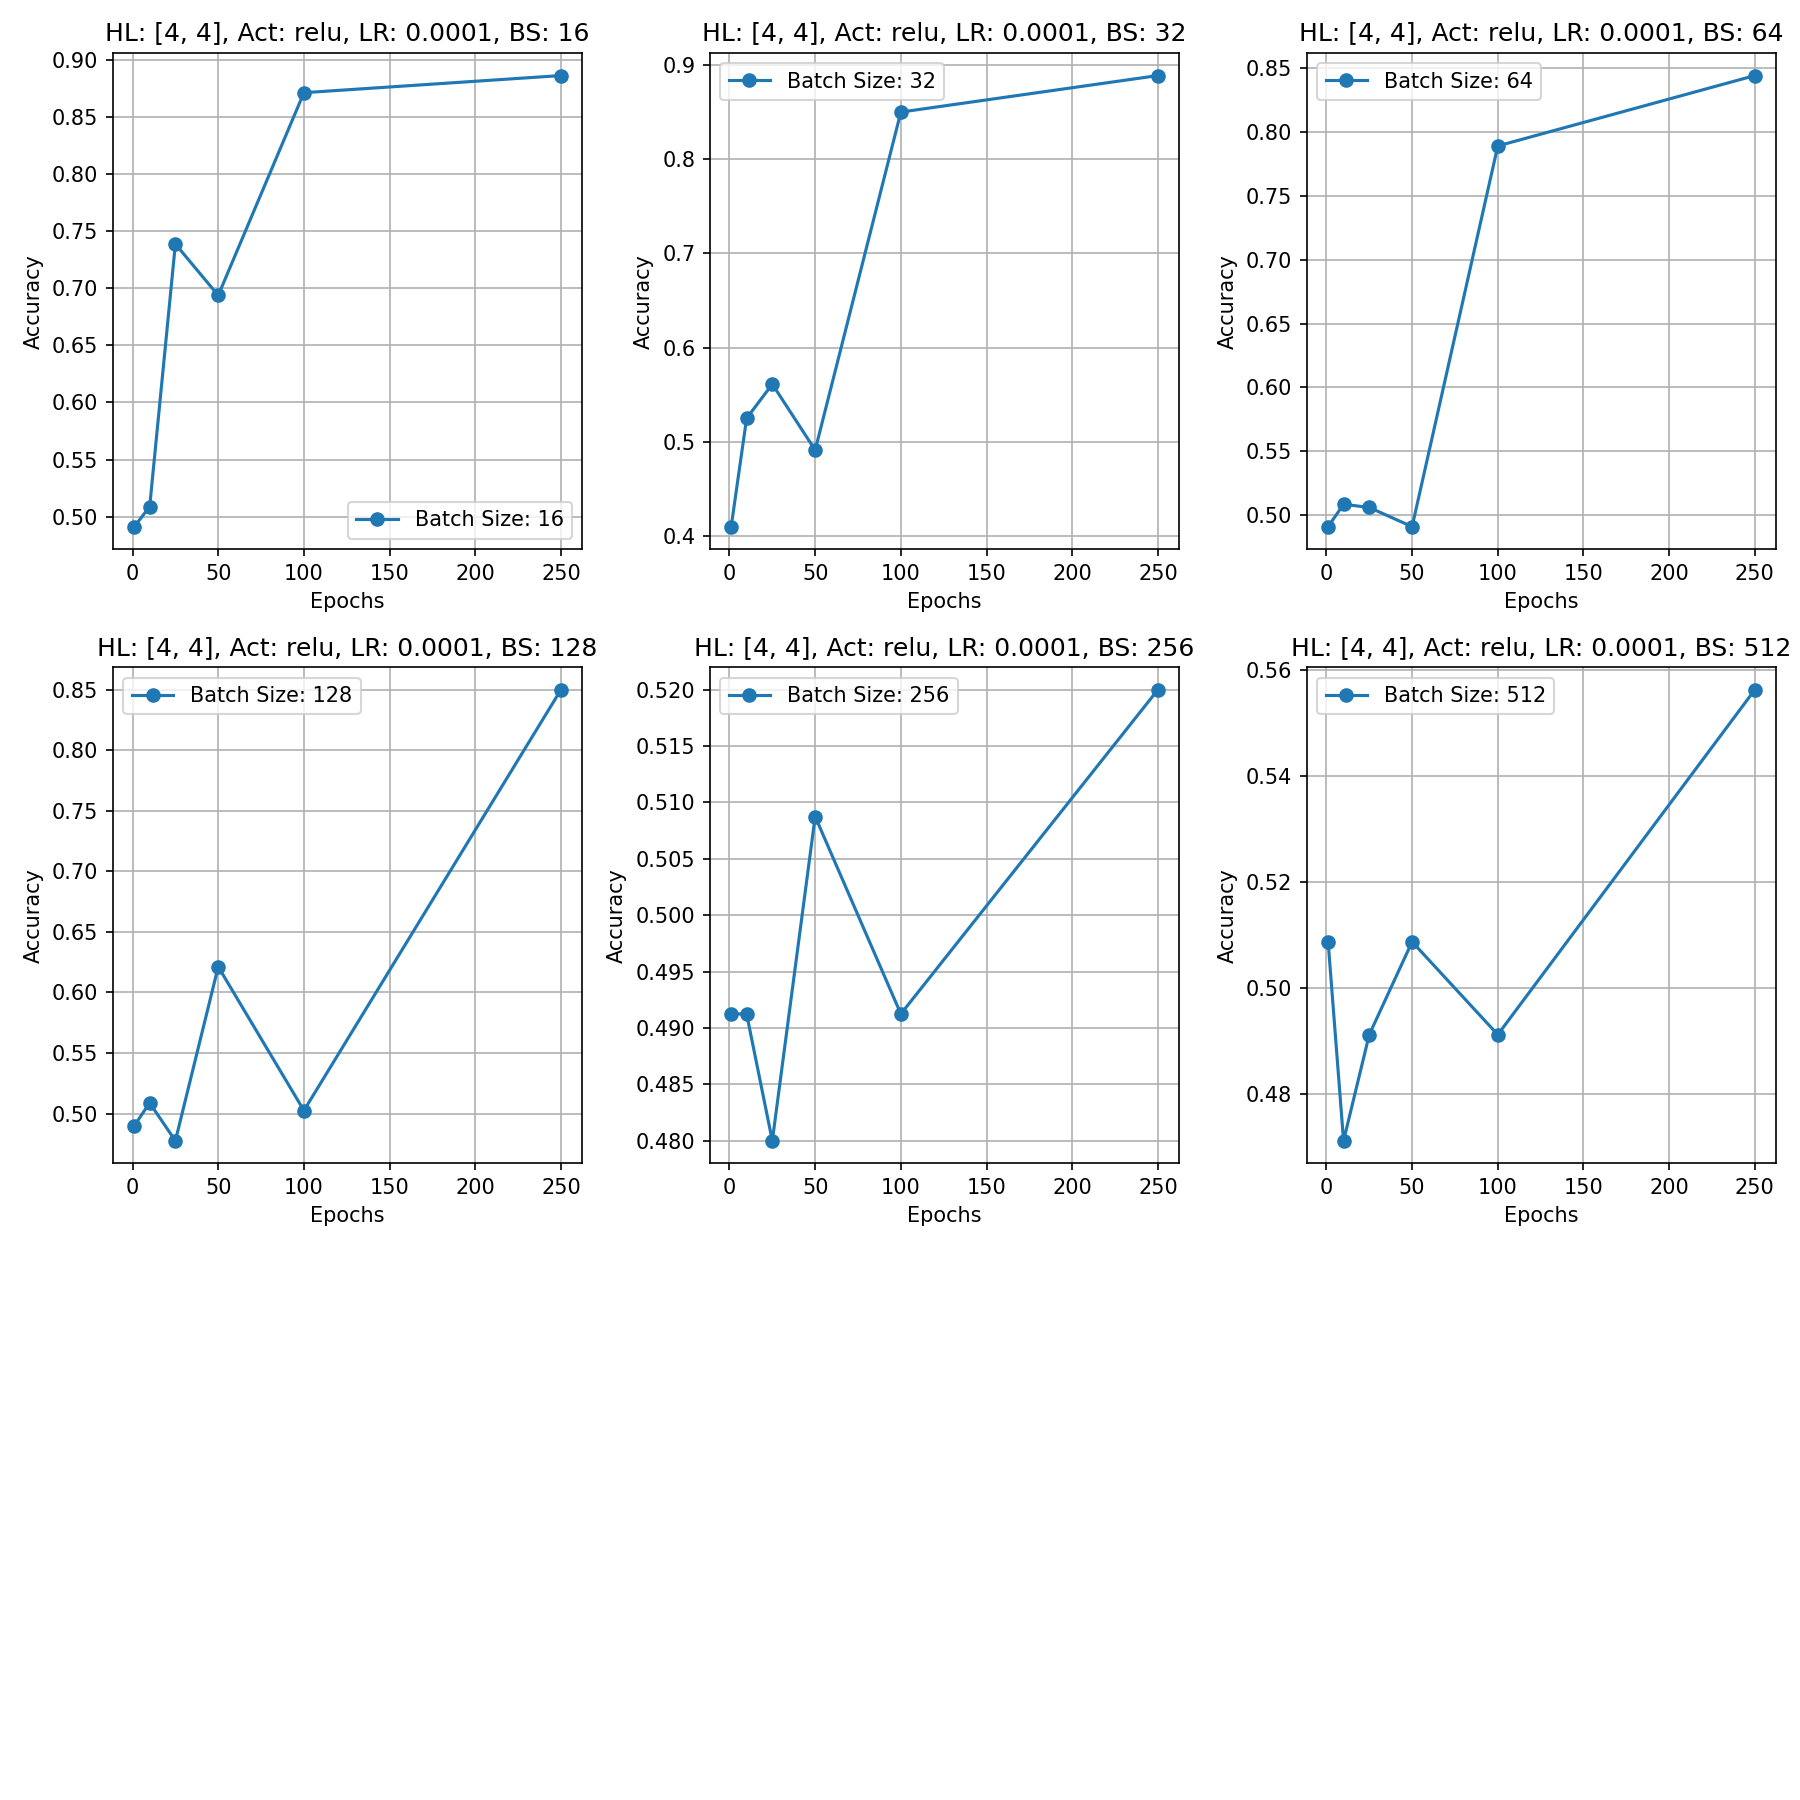 HL: [4, 4], Act: relu, LR: 0.0001, BS: 16
0.90
0.85
0.80
0.75
0.70
0.65
0.60
0.55
0.50
Accuracy
Batch Size: 16
0 50 100 150 200 250
Epochs
HL: [4, 4], Act: relu, LR: 0.0001, BS: 32
Batch Size: 32
0.9
0.8
0.7
0.6
0.5
0.4
Accuracy
0 50 100 150 200 250
Epochs
HL: [4, 4], Act: relu, LR: 0.0001, BS: 64
Batch Size: 64
0.85
0.80
0.75
0.70
0.65
0.60
0.55
0.50
Accuracy
0 50 100 150 200 250
Epochs
HL: [4, 4], Act: relu, LR: 0.0001, BS: 128
Batch Size: 128
0.85
0.80
0.75
0.70
0.65
0.60
0.55
0.50
Accuracy
0 50 100 150 200 250
Epochs
HL: [4, 4], Act: relu, LR: 0.0001, BS: 256
Batch Size: 256
0.520
0.515
0.510
0.505
0.500
0.495
0.490
0.485
0.480
Accuracy
0 50 100 150 200 250
Epochs
HL: [4, 4], Act: relu, LR: 0.0001, BS: 512
Batch Size: 512
0.56
0.54
0.52
0.50
0.48
Accuracy
0 50 100 150 200 250
Epochs